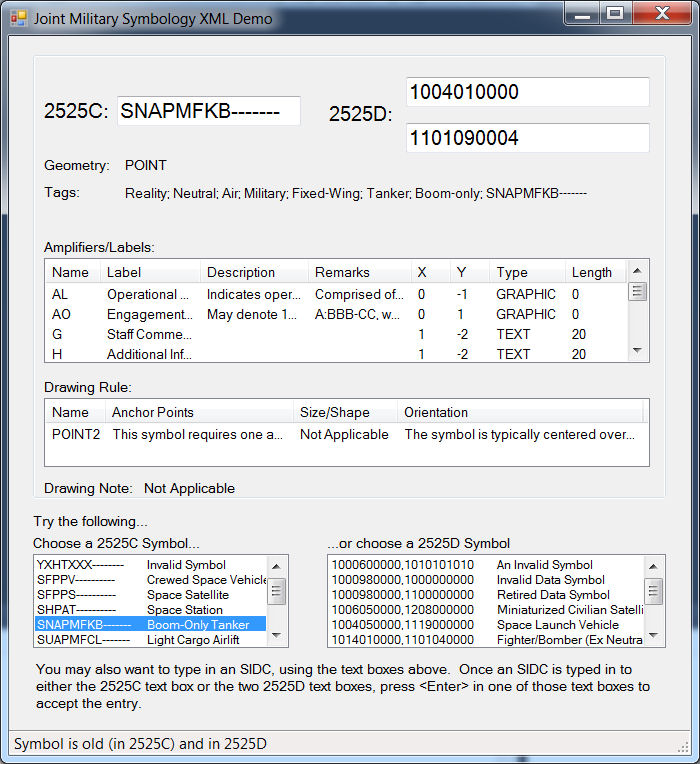 Joint Military Symbology XML Demo
2525C: SNAPMFKB------- 2525D: 1004010000
1101090004
Geometry: POINT
Tags: Reality; Neutral; Air; Military; Fixed-Wing; Tanker; Boom-only; SNAPMFKB-------
Amplifiers/Labels:
Name Label Description Remarks X Y Type Length
AL Operational ... Indicates oper... Comprised of... 0 -1 GRAPHIC 0
AO Engagement... May denote 1... A:BBB-CC, w... 0 1 GRAPHIC 0
G Staff Comme... 1 -2 TEXT 20
H Additional Inf... 1 -2 TEXT 20
Drawing Rule:
Name Anchor Points Size/Shape Orientation
POINT2 This symbol requires one a... Not Applicable The symbol is typically centered over...
Drawing Note: Not Applicable
Try the following...
Choose a 2525C Symbol... ...or choose a 2525D Symbol
YXHTXXX-------- Invalid Symbol 1000600000,1010101010 An Invalid Symbol
SFPPV---------- Crewed Space Vehicle 1000980000,1000000000 Invalid Data Symbol
SFPPS---------- Space Satellite 1000980000,1100000000 Retired Data Symbol
SHPAT---------- Space Station 1006050000,1208000000 Miniaturized Civilian Satelli
SNAPMFKB------- Boom-Only Tanker 1004050000,1119000000 Space Launch Vehicle
SUAPMFCL------- Light Cargo Airlift 1014010000,1101040000 Fighter/Bomber (Ex Neutra
You may also want to type in an SIDC, using the text boxes above. Once an SIDC is typed in to
either the 2525C text box or the two 2525D text boxes, press <Enter> in one of those text boxes to
accept the entry.
Symbol is old (in 2525C) and in 2525D